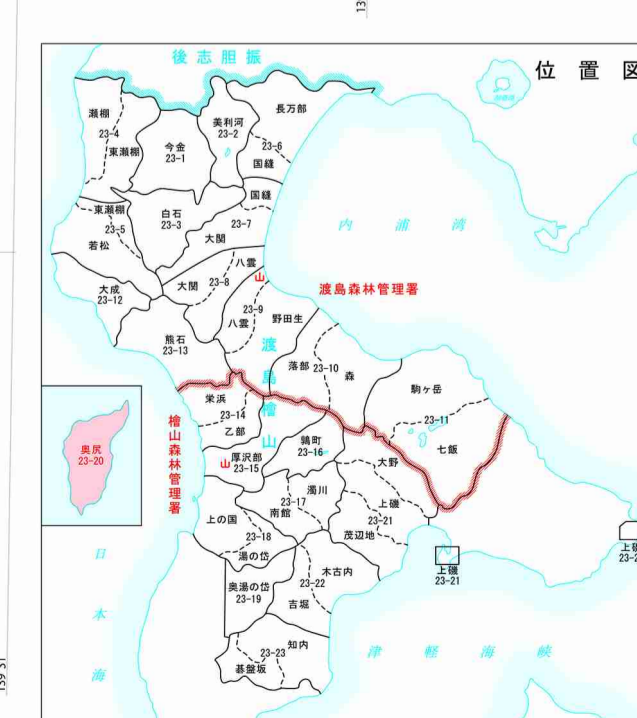 後志胆振
位置図
瀬棚
23-4
東瀬棚
今金
23-1
美利河
23-2
長万部
23-6
国縫
国縫
東瀬棚
23-5
若松
白石
23-3
23-7
大関
内浦湾
八雲
大関
23-8
山
大成
23-12
渡島森林管理署
23-9
八雲
野田生
熊石
23-13
渡島檜山
落部
23-10
森
駒ヶ岳
栄浜
23-14
乙部
23-11
七飯
奥尻
23-20
檜山森林管理署
鶉町
23-16
山
厚沢部
23-15
大野
濁川
23-17
南館
上磯
23-21
茂辺地
上の国
23-18
湯の岱
上磯
23-21
日本海
奥湯の岱
23-19
木古内
23-22
吉堀
知内
23-23
碁盤坂
津軽海峡